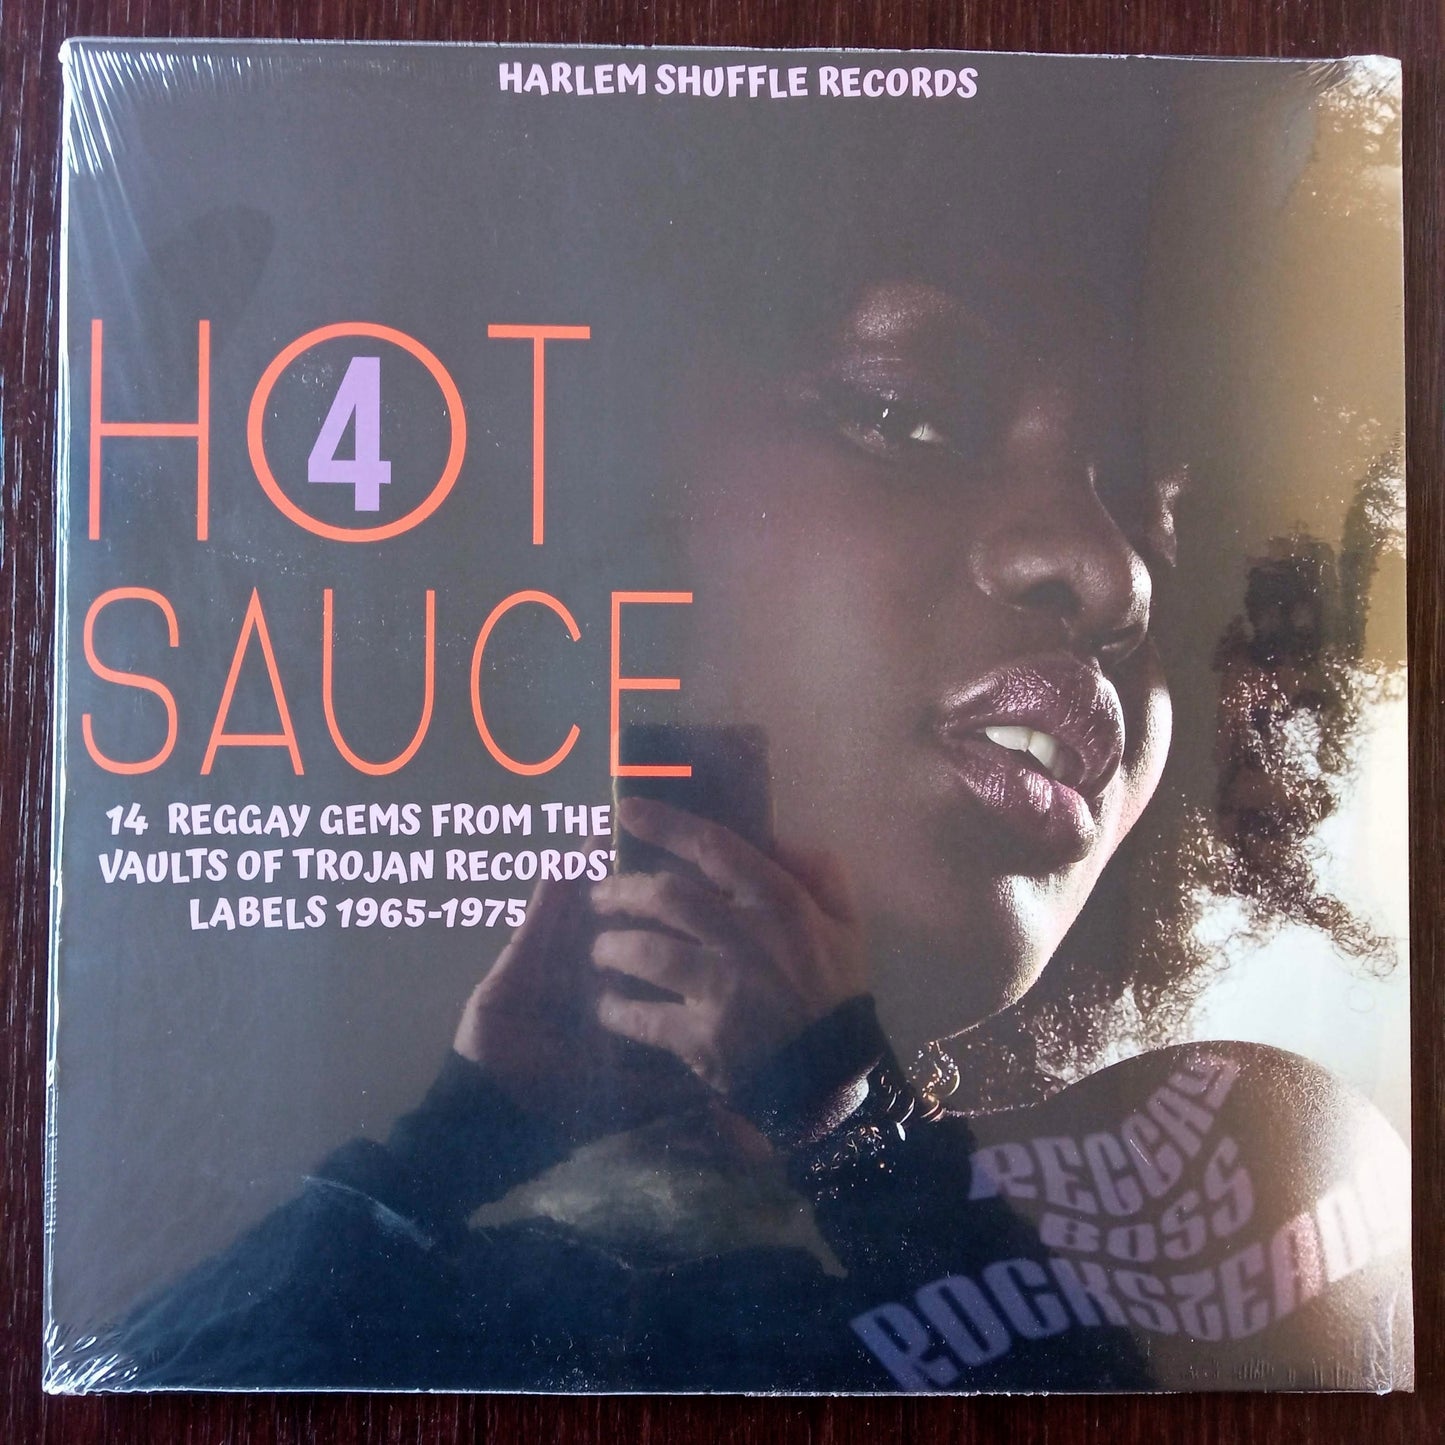 HARLEM SHUFFLE RECORDS
HOT
4
SAUCE
14 REGGAY GEMS FROM THE
VAULTS OF TROJAN RECORDS'
LABELS 1965-1975
REGGAY
BOSS
ROCKSTEADY